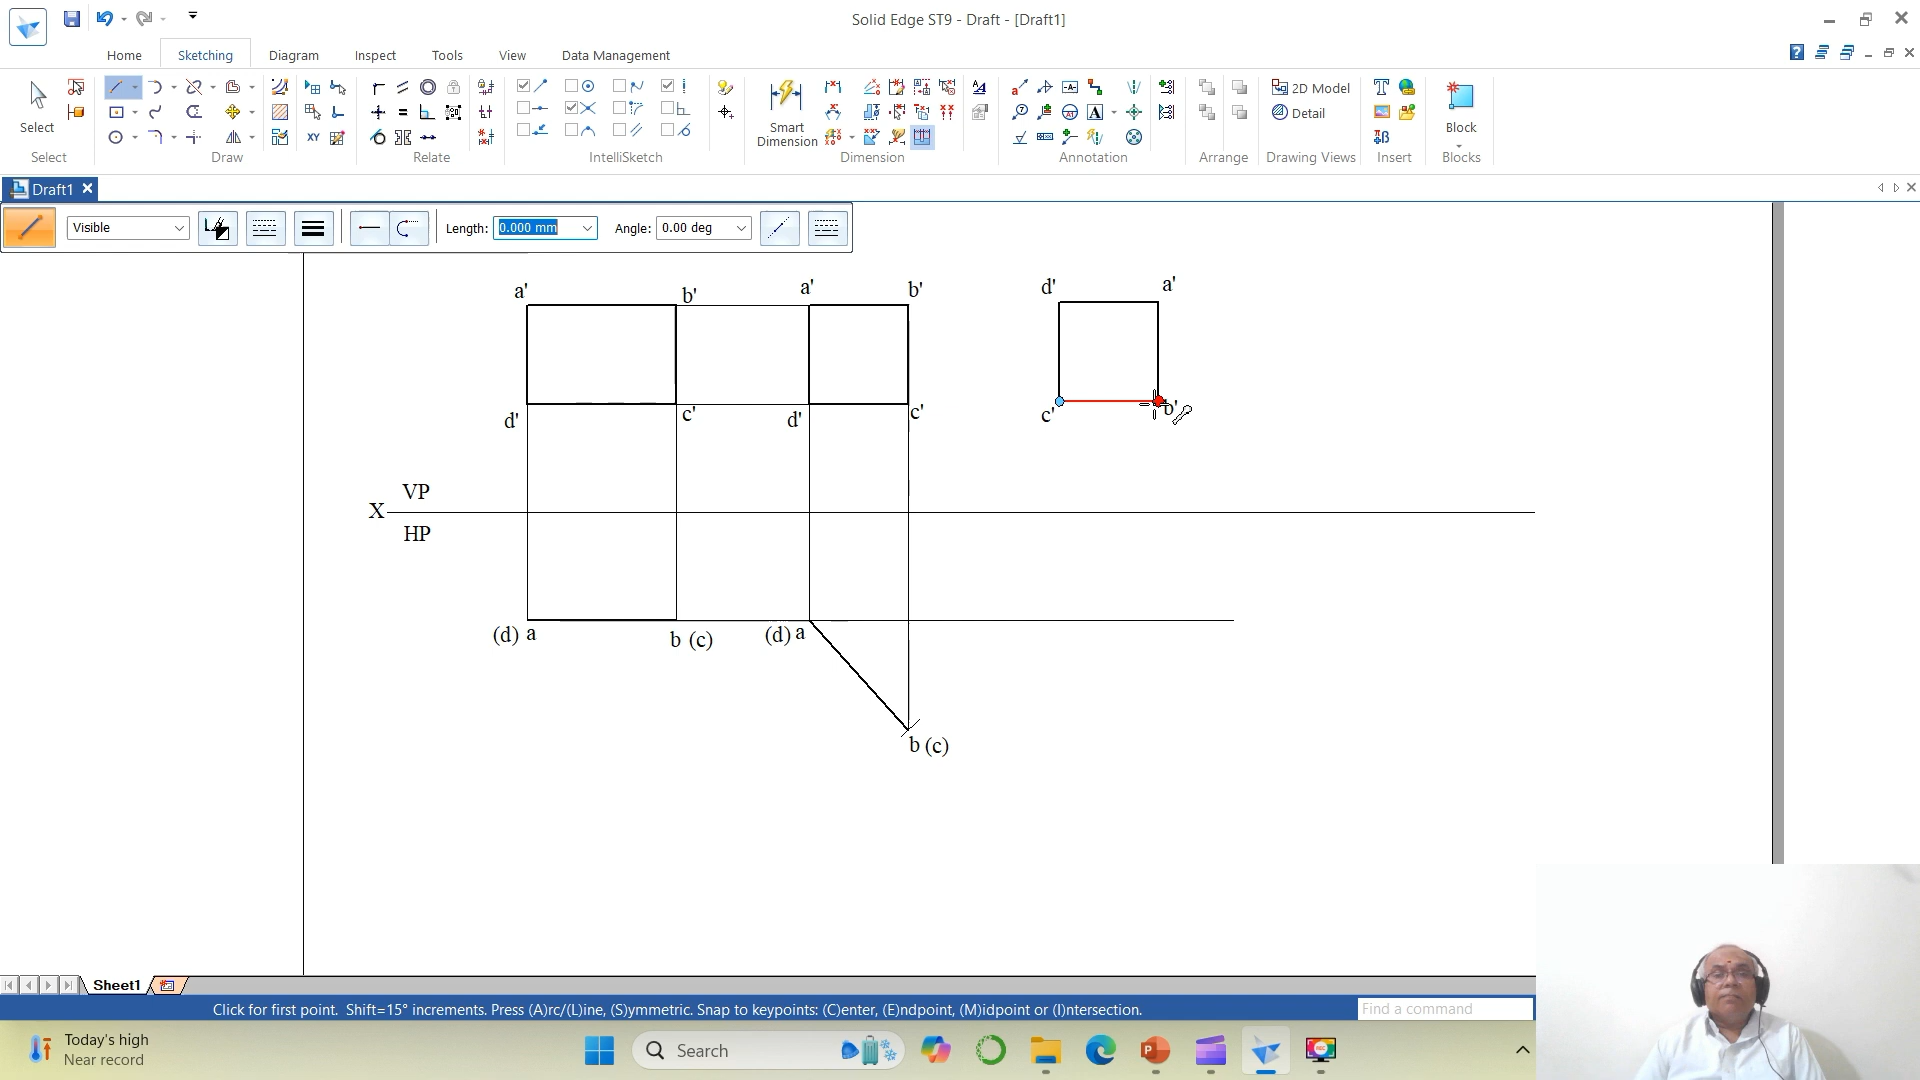 Solid Edge ST9 - Draft - [Draft1]
Home Sketching Diagram Inspect Tools View Data Management
Select
Smart Dimension
2D Model
Detail
Block
Select Draw Relate IntelliSketch Dimension Annotation Arrange Drawing Views Insert Blocks
Draft1
Visible
Length: 0.000 mm
Angle: 0.00 deg
a' b' a' b' d' a'
d' c' d' c' c' b'
VP
X
HP
(d) a b (c) (d) a
b (c)
Sheet1
Click for first point. Shift=15° increments. Press (A)rc/(L)ine, (S)ymmetric. Snap to keypoints: (C)enter, (E)ndpoint, (M)idpoint or (I)ntersection.
Find a command
Today's high
Near record
Search